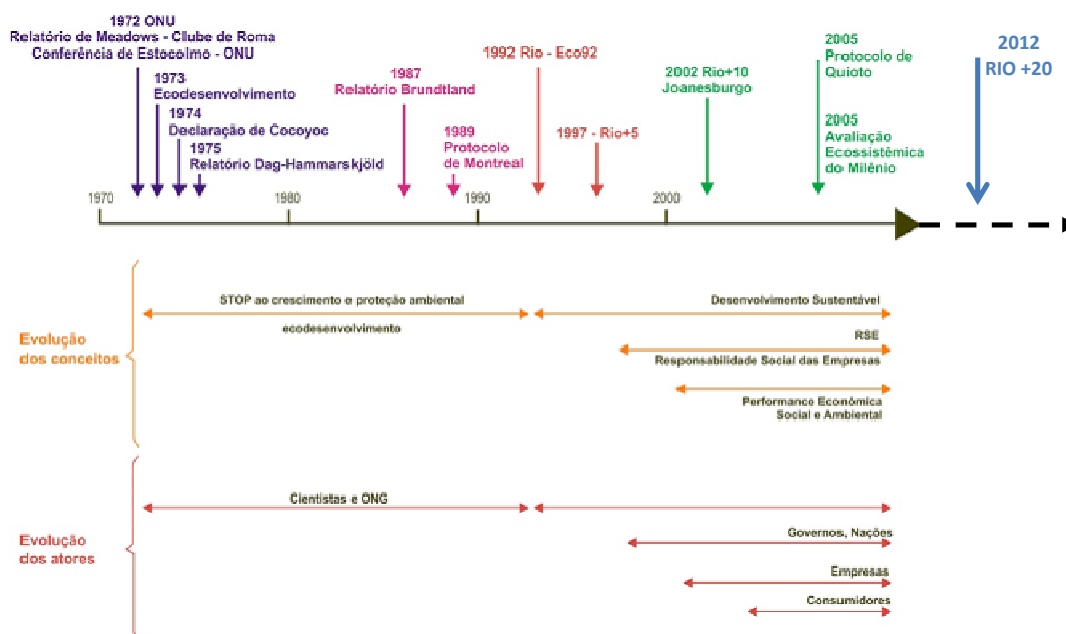 1972 ONU
Relatório de Meadows - Clube de Roma
Conferência de Estocolmo - ONU
1973
Ecodesenvolvimento
1974
Declaração de Cocoyoc
1975
Relatório Dag-Hammarskjöld
1987
Relatório Brundtland
1989
Protocolo
de Montreal
1992 Rio - Eco92
1997 - Rio+5
2002 Rio+10
Joanesburgo
2005
Protocolo de
Quioto
2005
Avaliação
Ecossistêmica
do Milénio
2012
RIO +20
1970
1980
1990
2000
Evolução
dos conceitos
STOP ao crescimento e proteção ambiental
ecodesenvolvimento
Desenvolvimento Sustentável
RSE
Responsabilidade Social das Empresas
Performance Económica
Social e Ambiental
Evolução
dos atores
Cientistas e ONG
Governos, Nações
Empresas
Consumidores